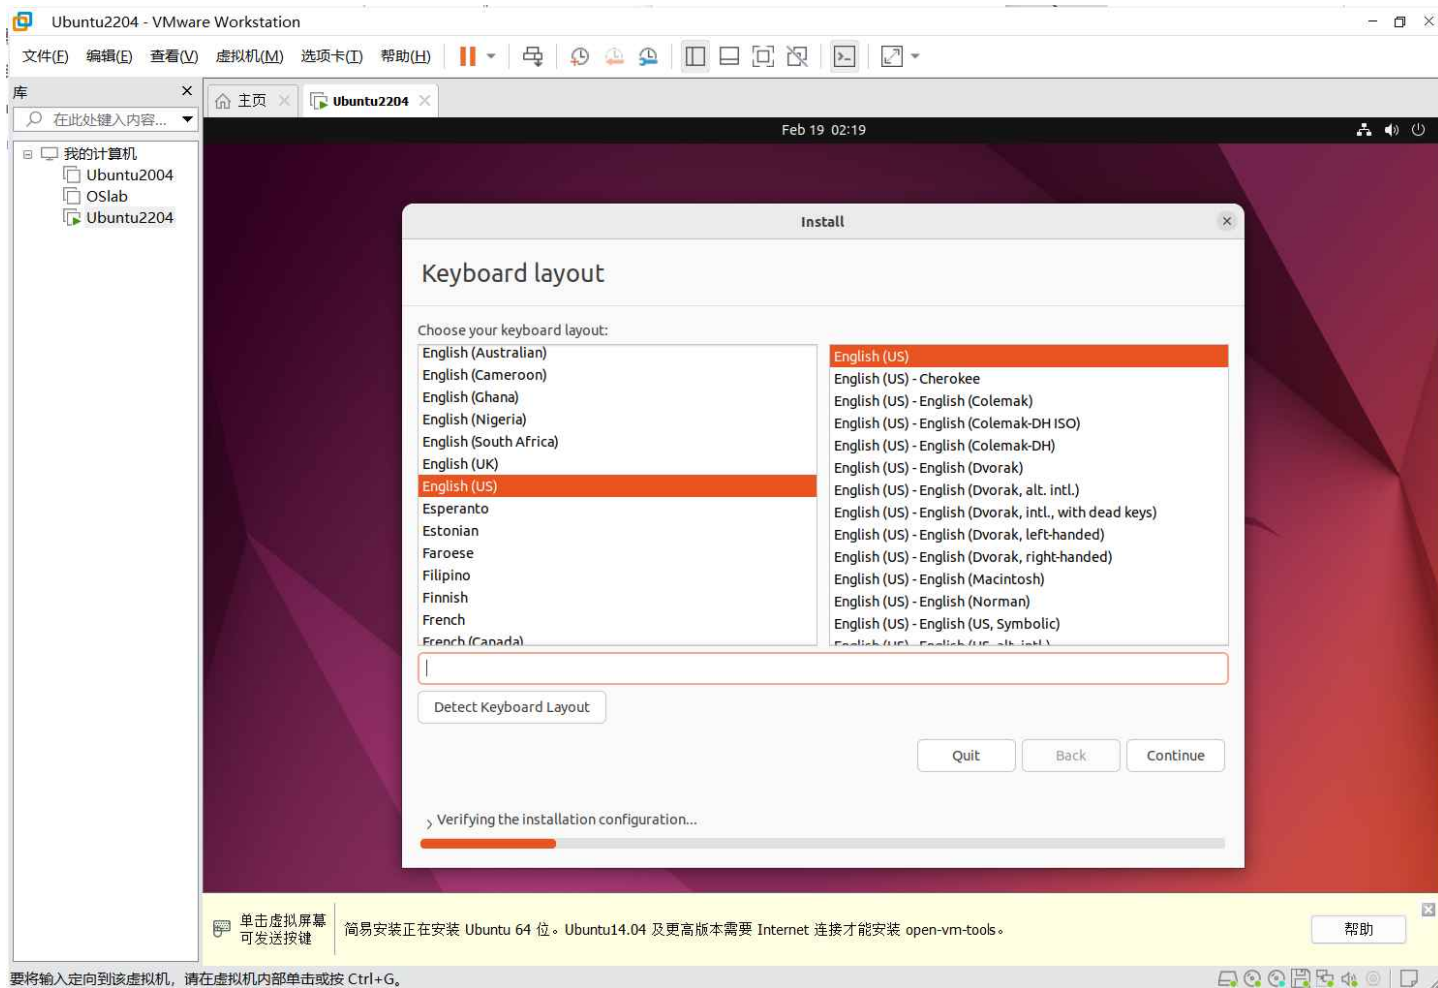 Ubuntu2204 - VMware Workstation
文件(F) 编辑(E) 查看(V) 虚拟机(M) 选项卡(T) 帮助(H)
库
在此处键入内容...
我的计算机
Ubuntu2004
OSlab
Ubuntu2204
主页
Ubuntu2204
Feb 19 02:19
Install
Keyboard layout
Choose your keyboard layout:
English (Australian)
English (Cameroon)
English (Ghana)
English (Nigeria)
English (South Africa)
English (UK)
English (US)
Esperanto
Estonian
Faroese
Filipino
Finnish
French
French (Canada)
English (US)
English (US) - Cherokee
English (US) - English (Colemak)
English (US) - English (Colemak-DH ISO)
English (US) - English (Colemak-DH)
English (US) - English (Dvorak)
English (US) - English (Dvorak, alt. intl.)
English (US) - English (Dvorak, intl., with dead keys)
English (US) - English (Dvorak, left-handed)
English (US) - English (Dvorak, right-handed)
English (US) - English (Macintosh)
English (US) - English (Norman)
English (US) - English (US, Symbolic)
English (US) - English (US, alt. intl.)
Detect Keyboard Layout
Quit
Back
Continue
Verifying the installation configuration...
单击虚拟屏幕
可发送按键
简易安装正在安装 Ubuntu 64 位。Ubuntu14.04 及更高版本需要 Internet 连接才能安装 open-vm-tools。
帮助
要将输入定向到该虚拟机，请在虚拟机内部单击或按 Ctrl+G。